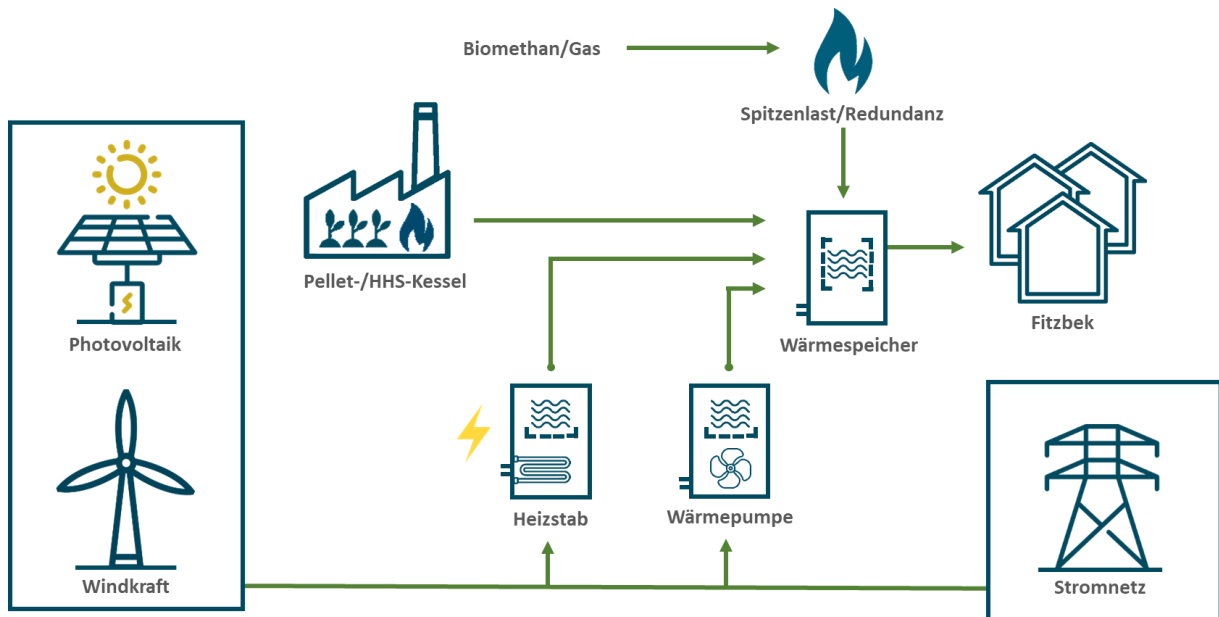 Biomethan/Gas
Spitzenlast/Redundanz
Pellet-/HHS-Kessel
Photovoltaik
Fitzbek
Wärmespeicher
Heizstab
Wärmepumpe
Windkraft
Stromnetz